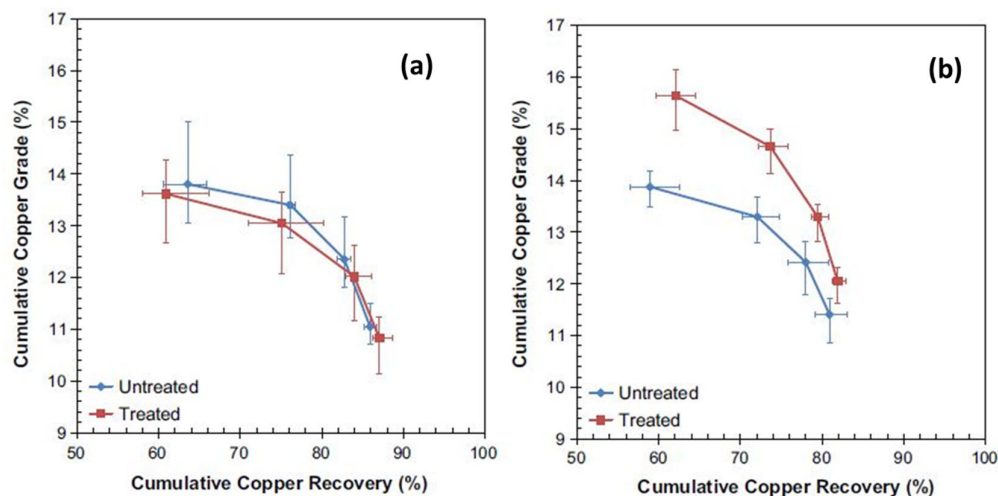 17
16
15
14
13
12
11
10
9
50 60 70 80 90 100
Cumulative Copper Grade (%)
Cumulative Copper Recovery (%)
(a)
Untreated
Treated
17
16
15
14
13
12
11
10
9
50 60 70 80 90 100
Cumulative Copper Grade (%)
Cumulative Copper Recovery (%)
(b)
Untreated
Treated